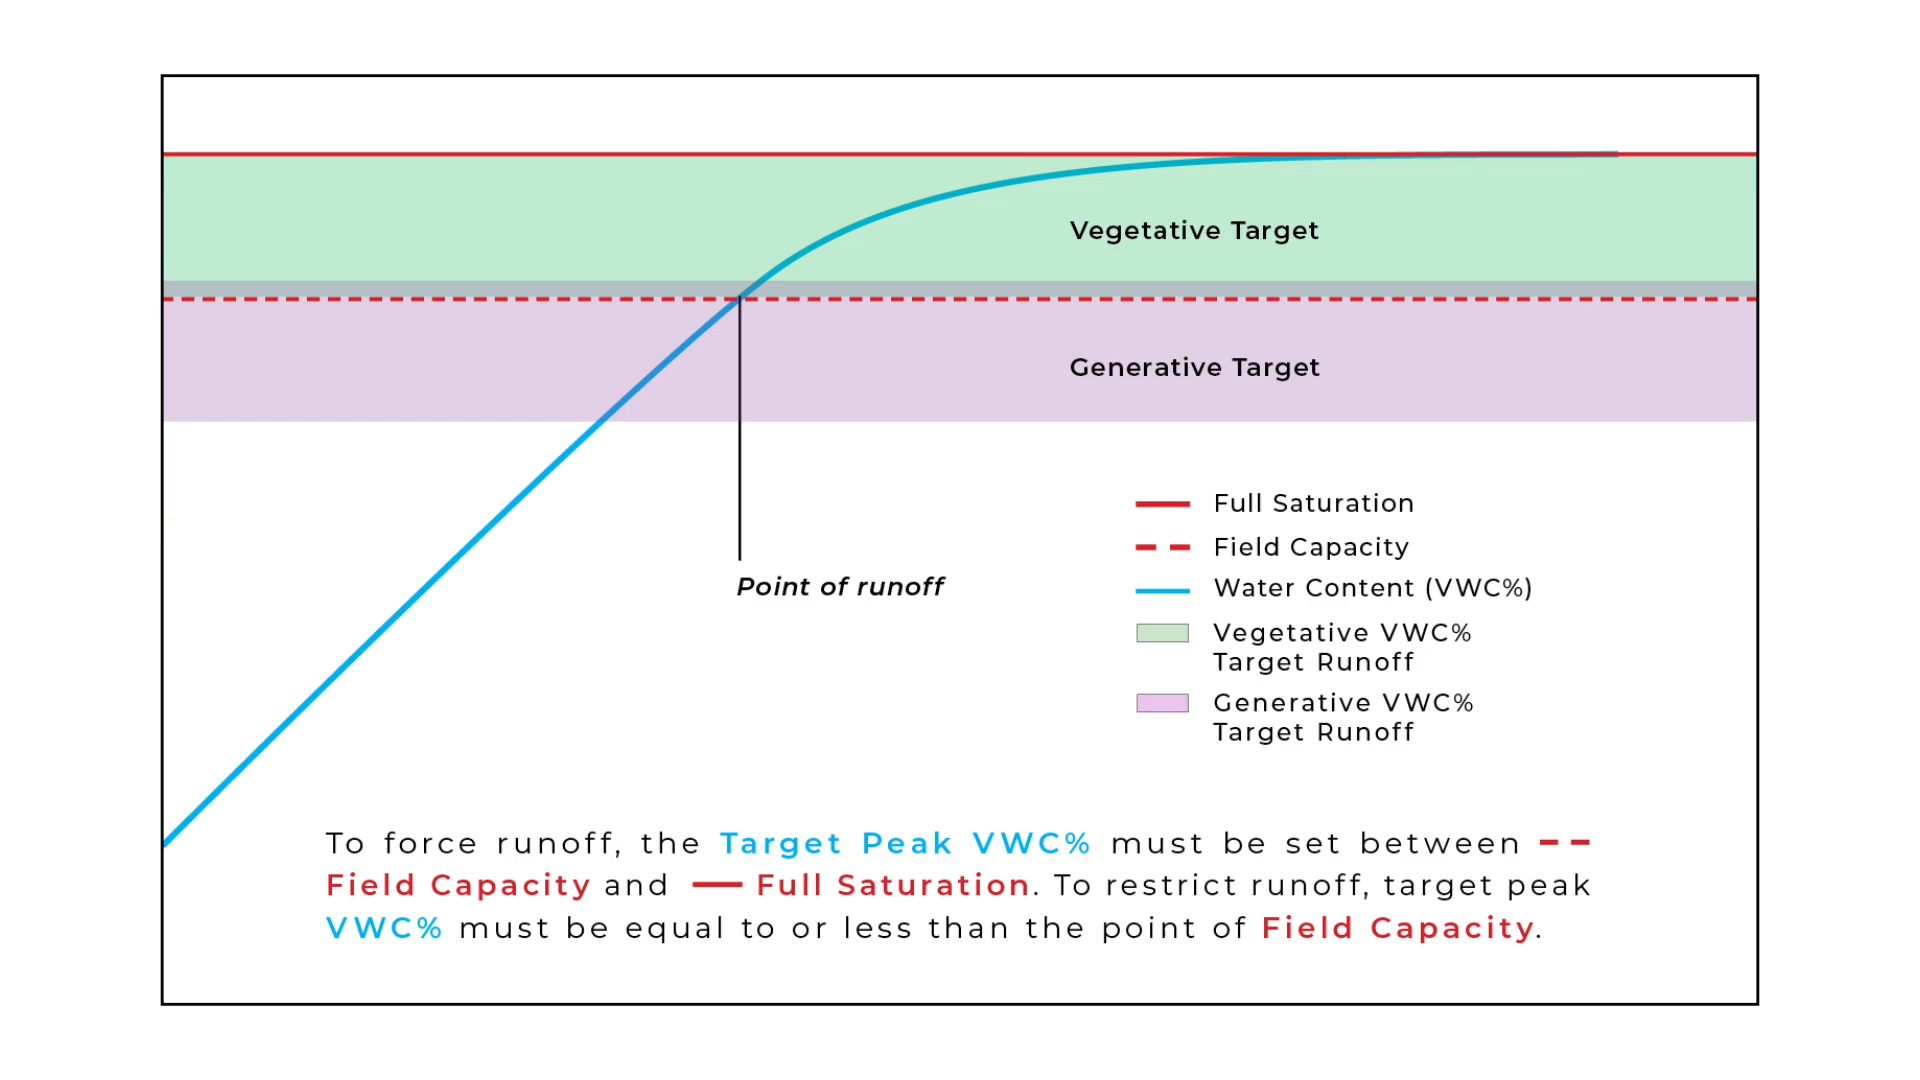 Vegetative Target
Generative Target
Point of runoff
Full Saturation
Field Capacity
Water Content (VWC%)
Vegetative VWC%
Target Runoff
Generative VWC%
Target Runoff
To force runoff, the Target Peak VWC% must be set between
Field Capacity and Full Saturation. To restrict runoff, target peak
VWC% must be equal to or less than the point of Field Capacity.